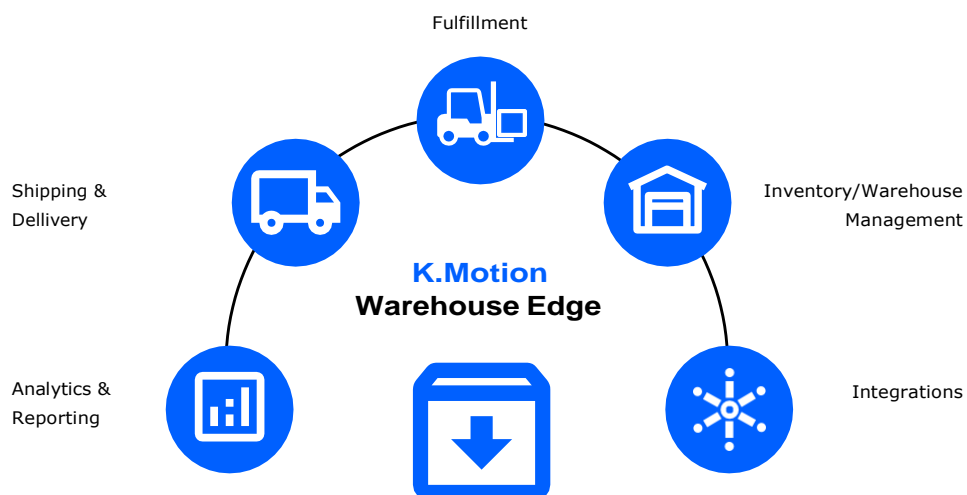 Fulfillment
Shipping &
Dellivery
Inventory/Warehouse
Management
K.Motion
Warehouse Edge
Analytics &
Reporting
Integrations